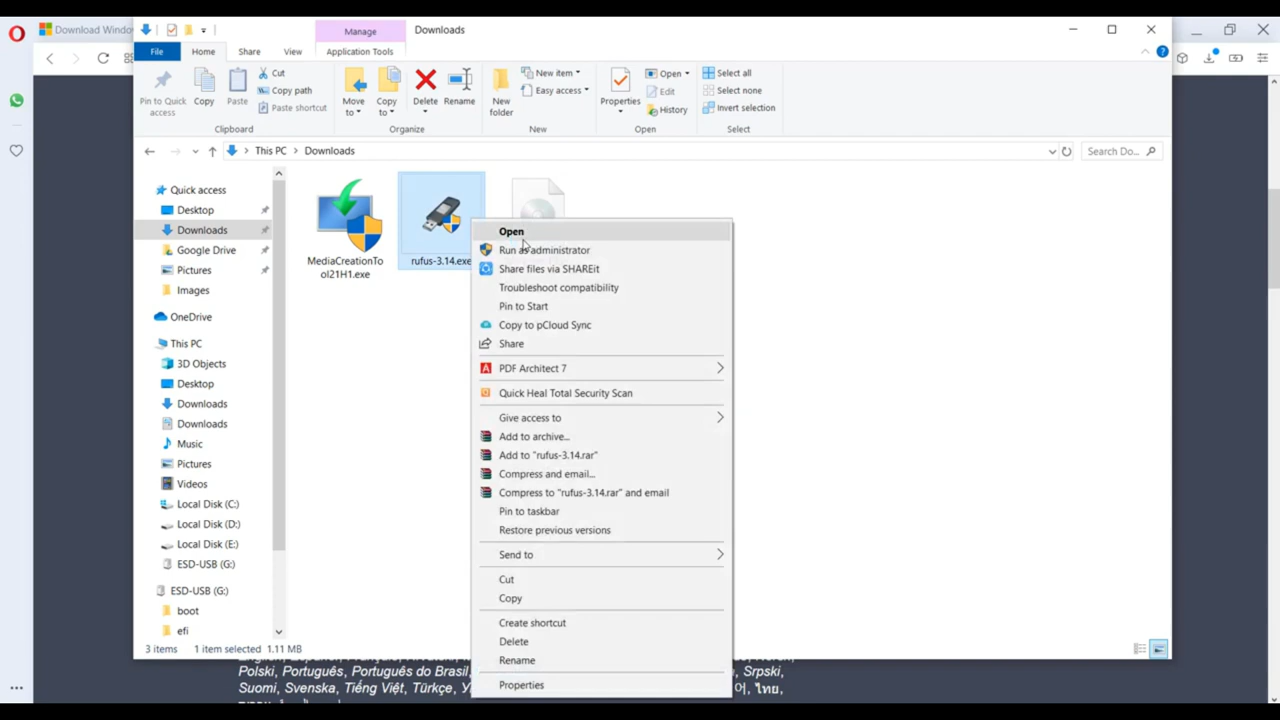 Download Windo
Manage
Downloads
File
Home
Share
View
Application Tools
Pin to Quick access
Copy
Paste
Cut
Copy path
Paste shortcut
Clipboard
Move to
Copy to
Delete
Rename
Organize
New folder
New item
Easy access
New
Properties
Open
Edit
History
Open
Select all
Select none
Invert selection
Select
This PC > Downloads
Search Do...
Quick access
Desktop
Downloads
Google Drive
Pictures
Images
OneDrive
This PC
3D Objects
Desktop
Downloads
Downloads
Music
Pictures
Videos
Local Disk (C:)
Local Disk (D:)
Local Disk (E:)
ESD-USB (G:)
ESD-USB (G:)
boot
efi
MediaCreationTo
ol21H1.exe
rufus-3.14.exe
Open
Run as administrator
Share files via SHAREit
Troubleshoot compatibility
Pin to Start
Copy to pCloud Sync
Share
PDF Architect 7
Quick Heal Total Security Scan
Give access to
Add to archive...
Add to "rufus-3.14.rar"
Compress and email...
Compress to "rufus-3.14.rar" and email
Pin to taskbar
Restore previous versions
Send to
Cut
Copy
Create shortcut
Delete
Rename
Properties
3 items 1 item selected 1.11 MB
Polski, Português, Português do Brasil, Srpski,
Suomi, Svenska, Tiếng Việt, Türkçe, ไทย,